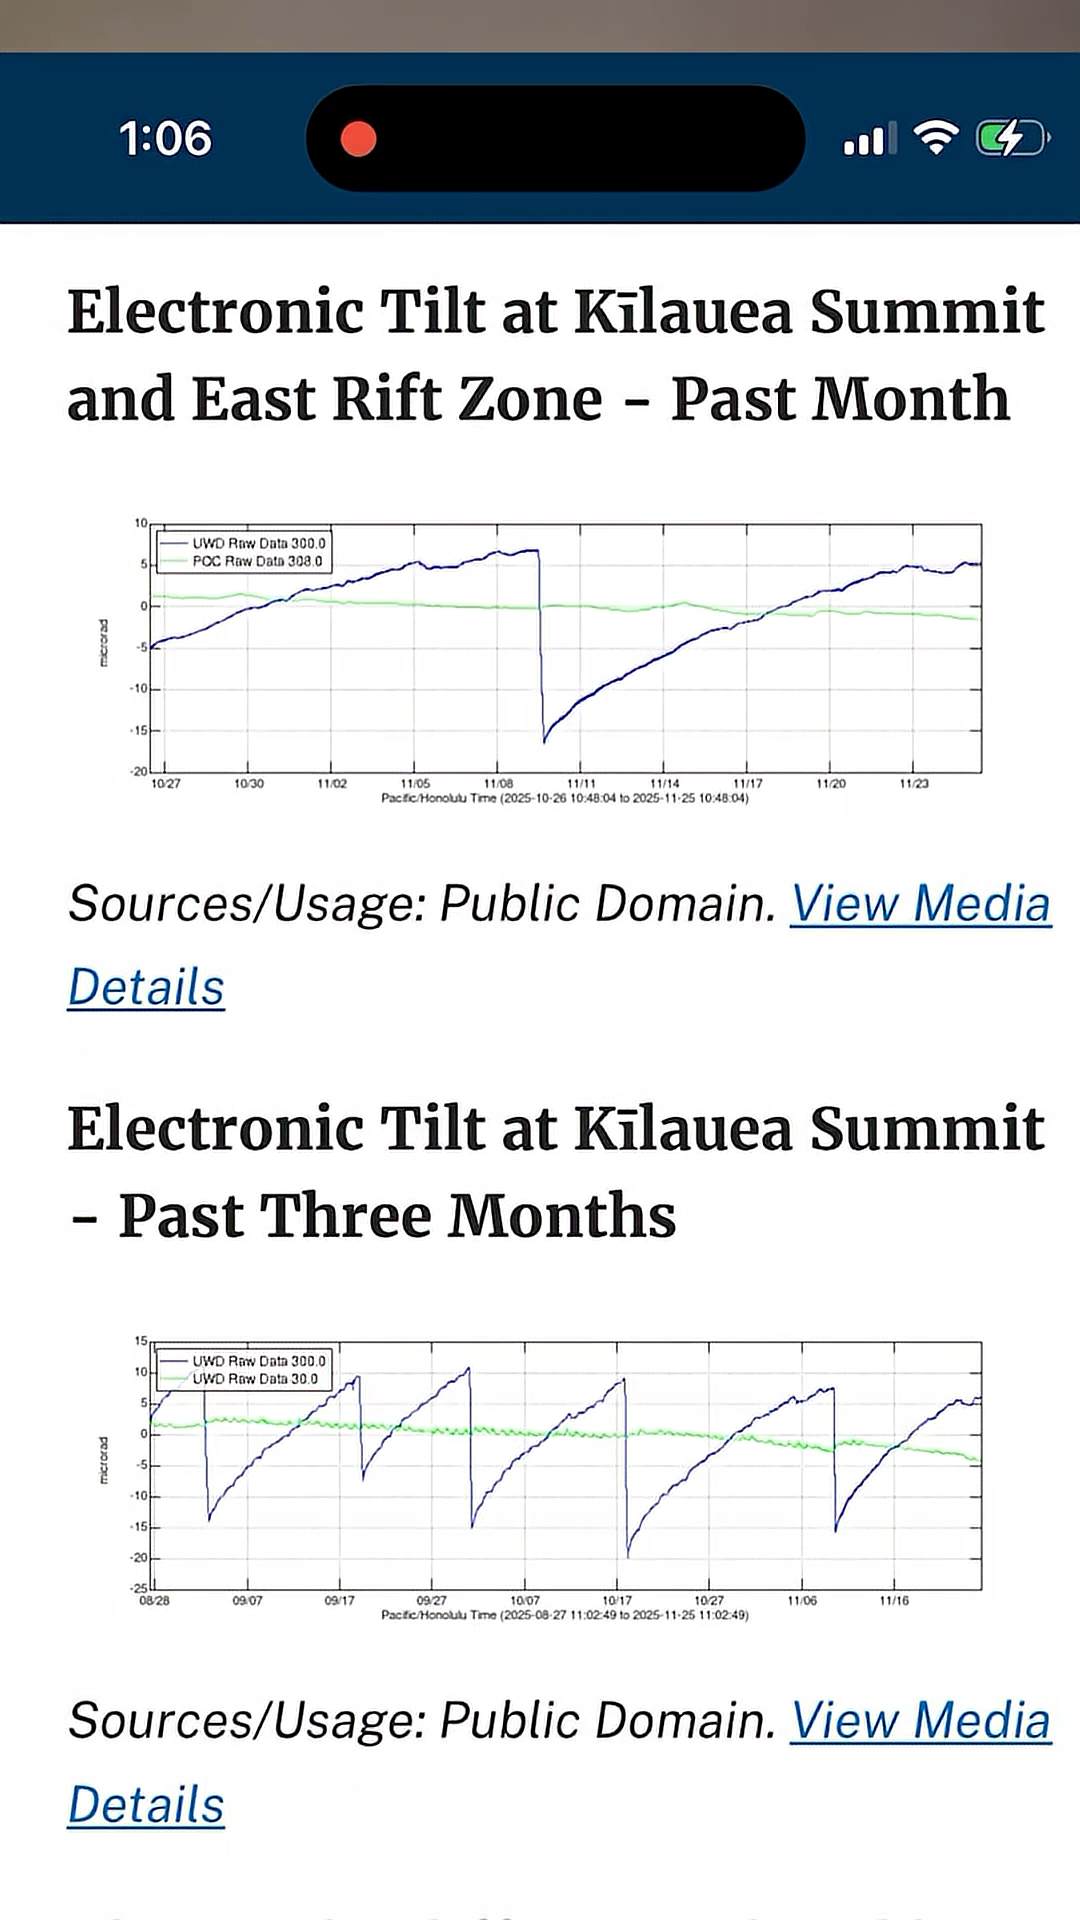 1:06
Electronic Tilt at Kīlauea Summit
and East Rift Zone - Past Month
10
5
0
-5
-10
-15
-20
microrad
UWD Raw Data 300.0
POC Raw Data 308.0
10/27 10/30 11/02 11/05 11/08 11/11 11/14 11/17 11/20 11/23
Pacific/Honolulu Time (2025-10-26 10:48:04 to 2025-11-25 10:48:04)
Sources/Usage: Public Domain. View Media
Details
Electronic Tilt at Kīlauea Summit
- Past Three Months
15
10
5
0
-5
-10
-15
-20
-25
microrad
UWD Raw Data 300.0
UWD Raw Data 30.0
08/28 09/07 09/17 09/27 10/07 10/17 10/27 11/06 11/16
Pacific/Honolulu Time (2025-08-27 11:02:49 to 2025-11-25 11:02:49)
Sources/Usage: Public Domain. View Media
Details